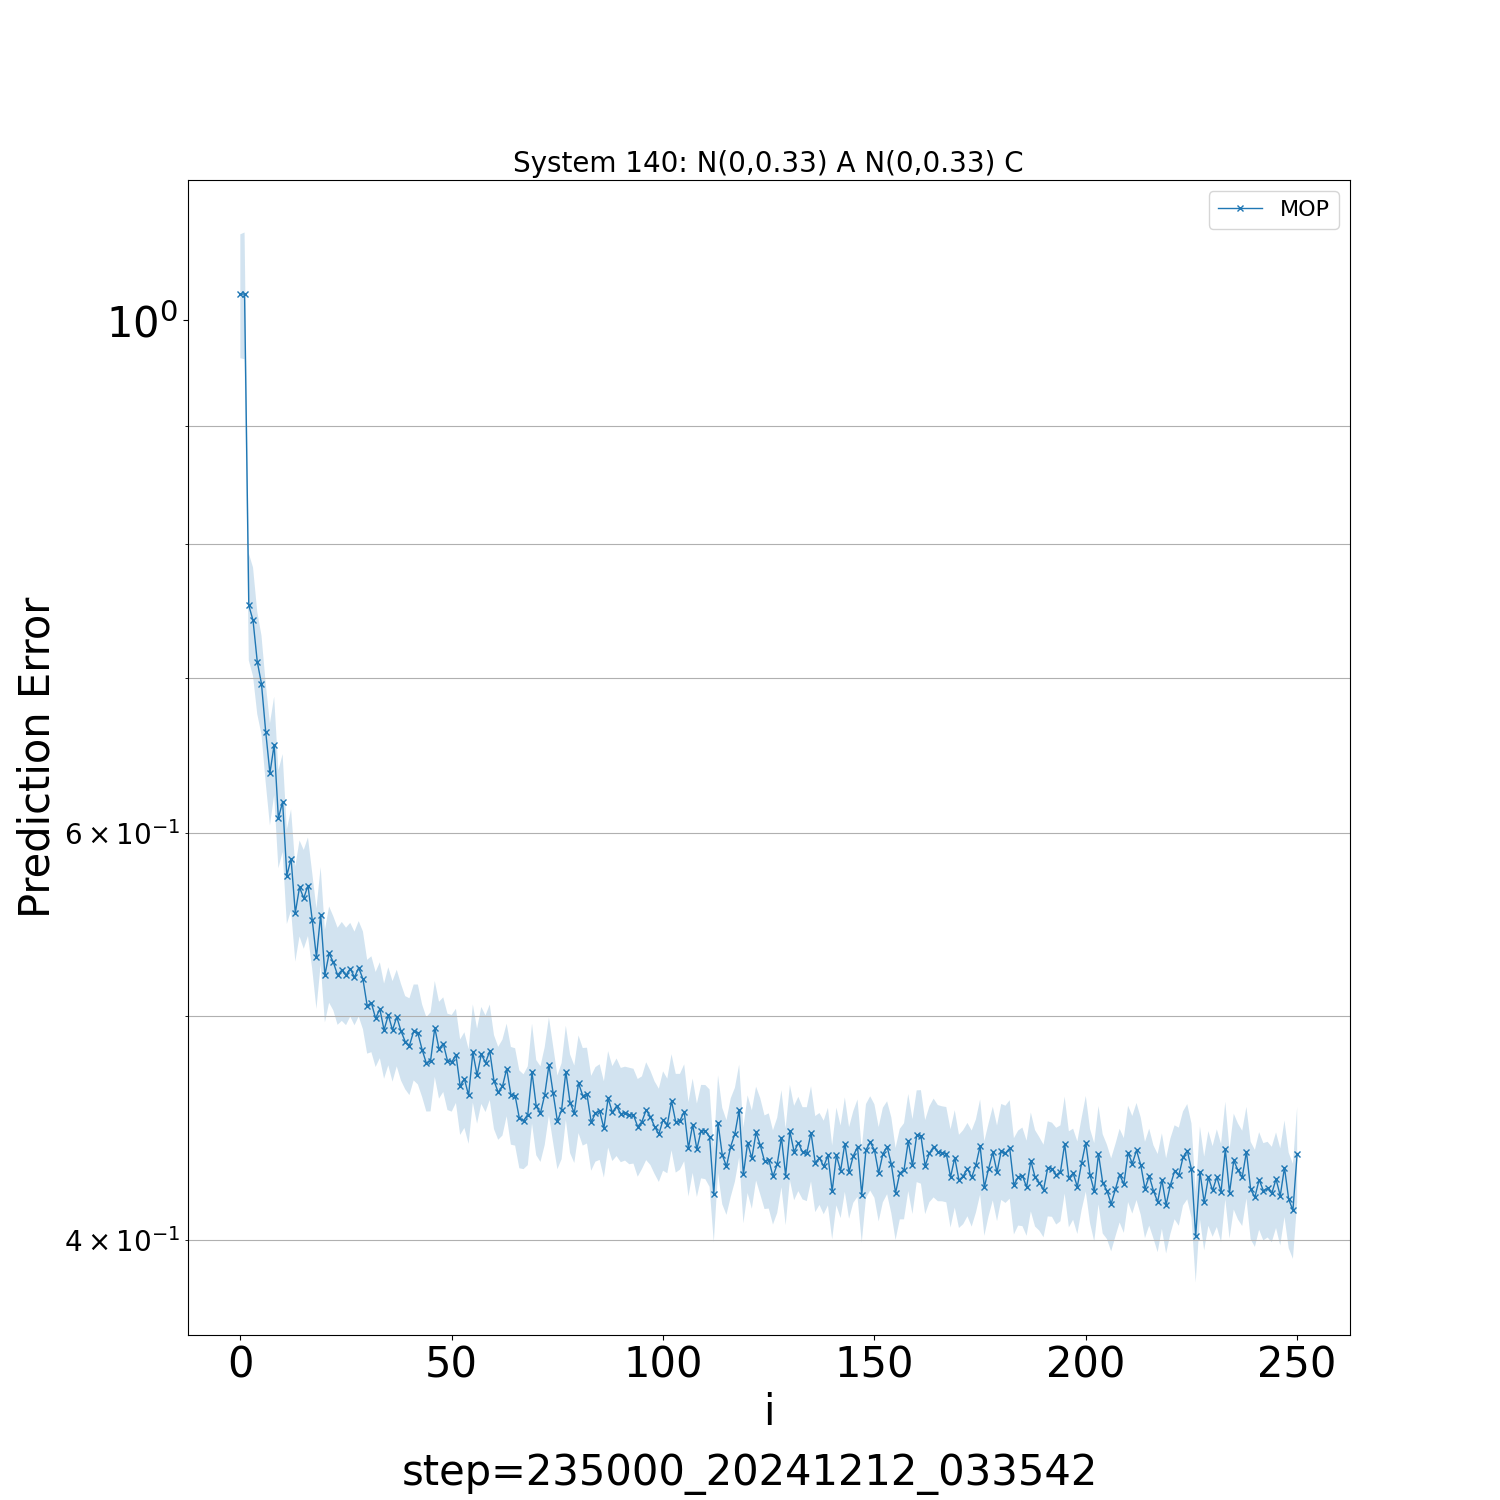 System 140: N(0,0.33) A N(0,0.33) C
MOP
10⁰
6 × 10⁻¹
4 × 10⁻¹
Prediction Error
0 50 100 150 200 250
i
step=235000_20241212_033542